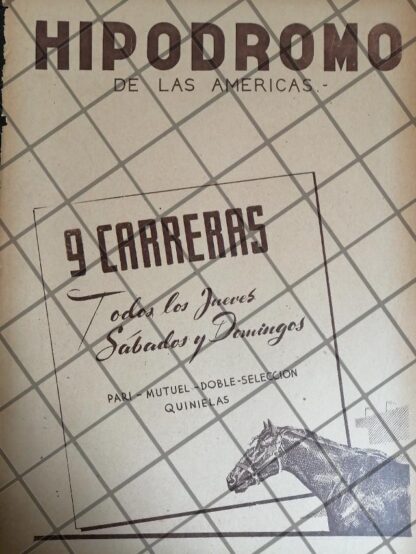 HIPODROMO
DE LAS AMERICAS.-
9 CARRERAS
Todos los Jueves
Sábados y Domingos
PARI-MUTUEL-DOBLE-SELECCION
QUINIELAS